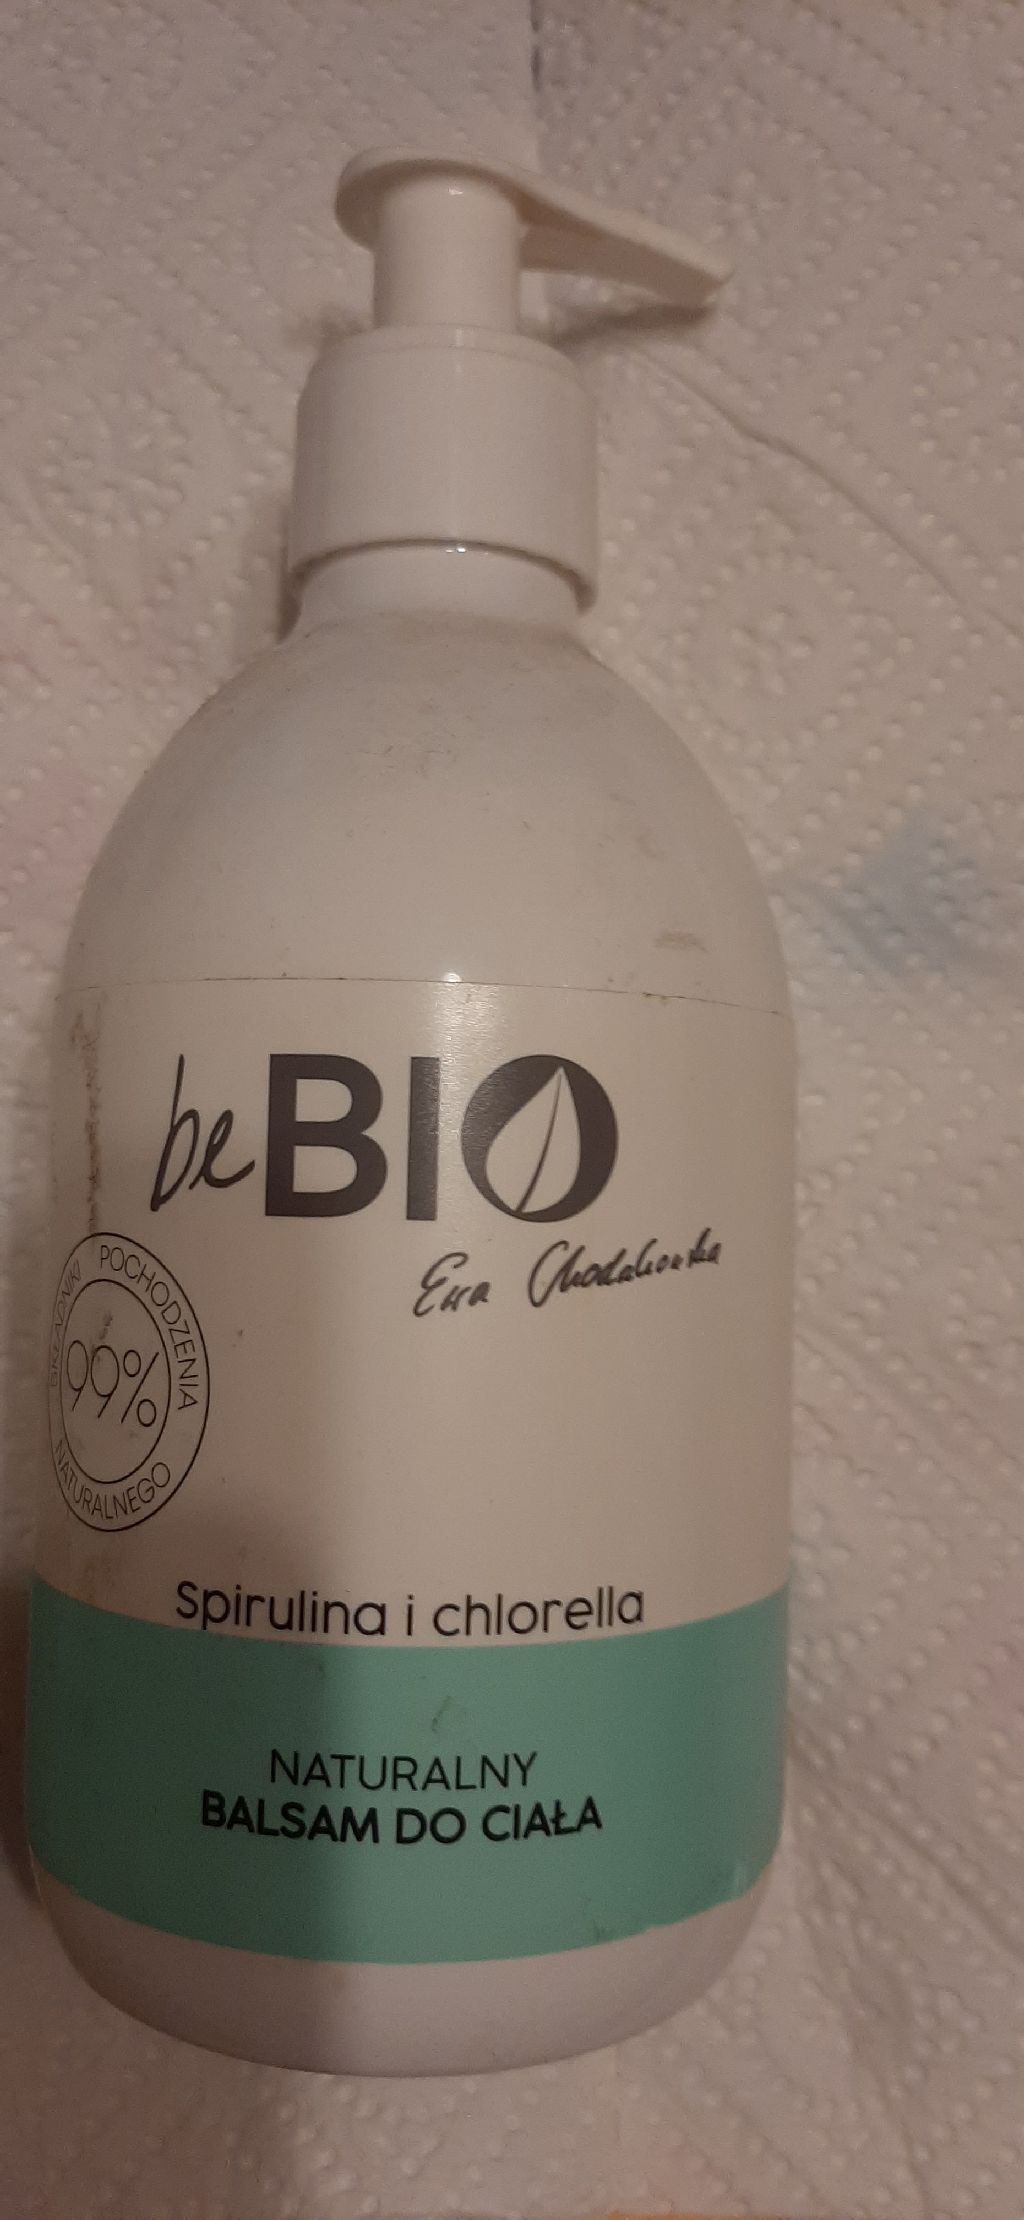 beBIO
Ewa Chodakowska
SKŁADNIKI POCHODZENIA
99%
NATURALNEGO
Spirulina i chlorella
NATURALNY
BALSAM DO CIAŁA